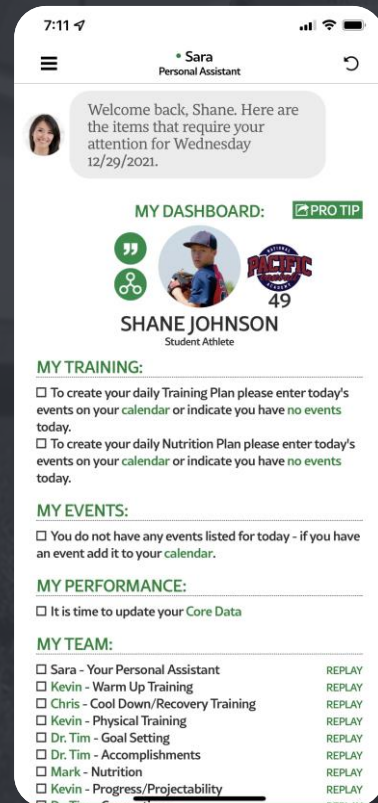 7:11
• Sara
Personal Assistant
Welcome back, Shane. Here are
the items that require your
attention for Wednesday
12/29/2021.
MY DASHBOARD:
PRO TIP
PACIFIC
49
SHANE JOHNSON
Student Athlete
MY TRAINING:
To create your daily Training Plan please enter today's
events on your calendar or indicate you have no events
today.
To create your daily Nutrition Plan please enter today's
events on your calendar or indicate you have no events
today.
MY EVENTS:
You do not have any events listed for today - if you have
an event add it to your calendar.
MY PERFORMANCE:
It is time to update your Core Data
MY TEAM:
Sara - Your Personal Assistant REPLAY
Kevin - Warm Up Training REPLAY
Chris - Cool Down/Recovery Training REPLAY
Kevin - Physical Training REPLAY
Dr. Tim - Goal Setting REPLAY
Dr. Tim - Accomplishments REPLAY
Mark - Nutrition REPLAY
Kevin - Progress/Projectability REPLAY